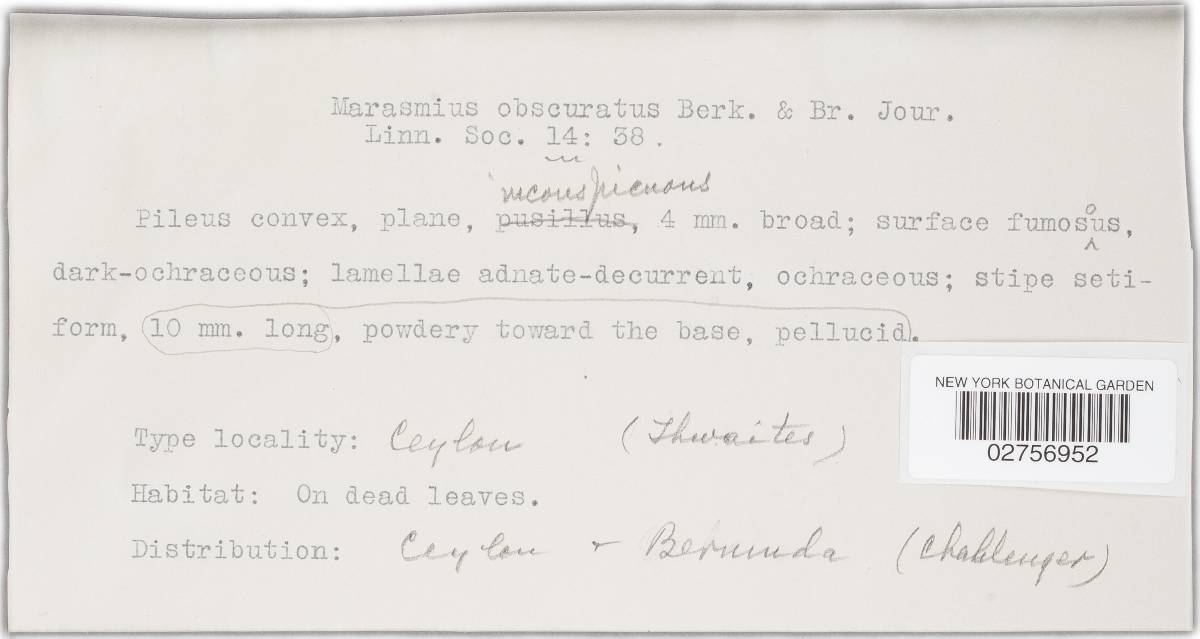 Marasmius obscuratus Berk. & Br. Jour.
Linn. Soc. 14: 38.
inconspicuous
Pileus convex, plane, pusillus, 4 mm. broad; surface fumosus,
o
dark-ochraceous; lamellae adnate-decurrent, ochraceous; stipe seti-
form, 10 mm. long, powdery toward the base, pellucid.
NEW YORK BOTANICAL GARDEN
02756952
Type locality: Ceylon (Thwaites)
Habitat: On dead leaves.
Distribution: Ceylon + Bermuda (Challenger)